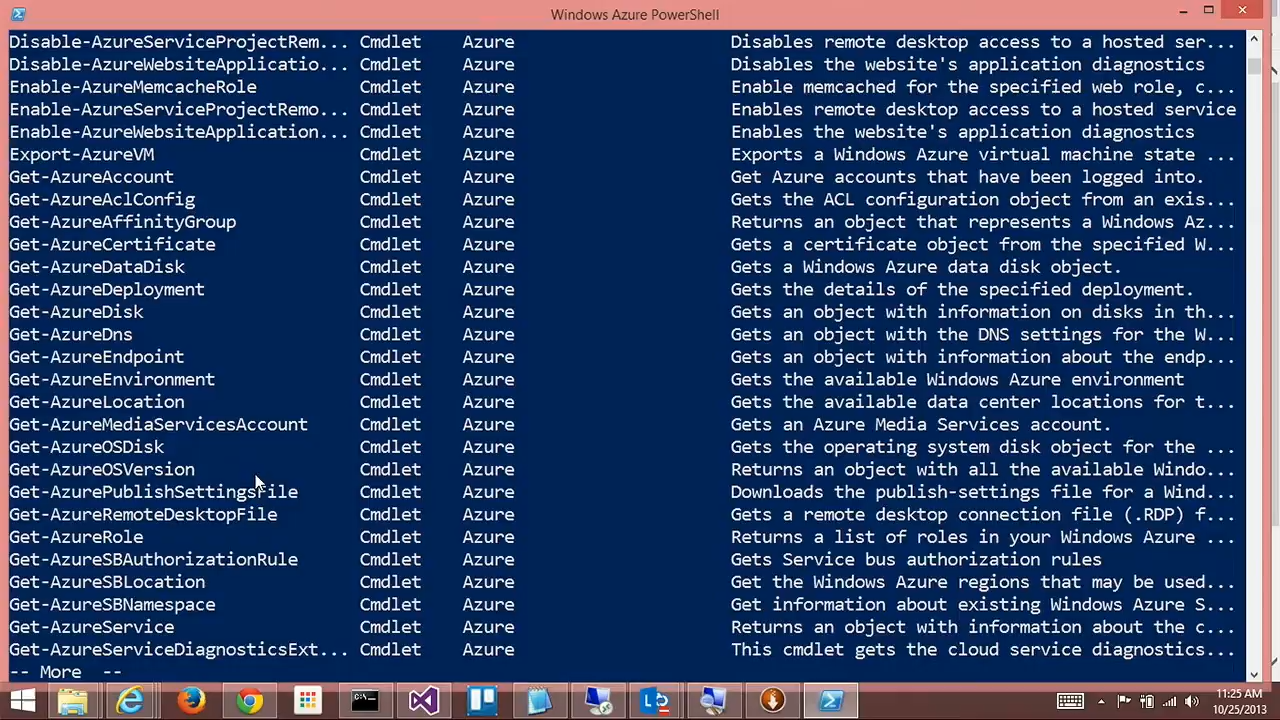 Windows Azure PowerShell
Disable-AzureServiceProjectRem... Cmdlet Azure Disables remote desktop access to a hosted ser...
Disable-AzureWebsiteApplicatio... Cmdlet Azure Disables the website's application diagnostics
Enable-AzureMemcacheRole Cmdlet Azure Enable memcached for the specified web role, c...
Enable-AzureServiceProjectRemo... Cmdlet Azure Enables remote desktop access to a hosted service
Enable-AzureWebsiteApplication... Cmdlet Azure Enables the website's application diagnostics
Export-AzureVM Cmdlet Azure Exports a Windows Azure virtual machine state ...
Get-AzureAccount Cmdlet Azure Get Azure accounts that have been logged into.
Get-AzureAclConfig Cmdlet Azure Gets the ACL configuration object from an exis...
Get-AzureAffinityGroup Cmdlet Azure Returns an object that represents a Windows Az...
Get-AzureCertificate Cmdlet Azure Gets a certificate object from the specified W...
Get-AzureDataDisk Cmdlet Azure Gets a Windows Azure data disk object.
Get-AzureDeployment Cmdlet Azure Gets the details of the specified deployment.
Get-AzureDisk Cmdlet Azure Gets an object with information on disks in th...
Get-AzureDns Cmdlet Azure Gets an object with the DNS settings for the W...
Get-AzureEndpoint Cmdlet Azure Gets an object with information about the endp...
Get-AzureEnvironment Cmdlet Azure Gets the available Windows Azure environment
Get-AzureLocation Cmdlet Azure Gets the available data center locations for t...
Get-AzureMediaServicesAccount Cmdlet Azure Gets an Azure Media Services account.
Get-AzureOSDisk Cmdlet Azure Gets the operating system disk object for the ...
Get-AzureOSVersion Cmdlet Azure Returns an object with all the available Windo...
Get-AzurePublishSettingsFile Cmdlet Azure Downloads the publish-settings file for a Wind...
Get-AzureRemoteDesktopFile Cmdlet Azure Gets a remote desktop connection file (.RDP) f...
Get-AzureRole Cmdlet Azure Returns a list of roles in your Windows Azure ...
Get-AzureSBAuthorizationRule Cmdlet Azure Gets Service bus authorization rules
Get-AzureSBLocation Cmdlet Azure Get the Windows Azure regions that may be used...
Get-AzureSBNamespace Cmdlet Azure Get information about existing Windows Azure S...
Get-AzureService Cmdlet Azure Returns an object with information about the c...
Get-AzureServiceDiagnosticsExt... Cmdlet Azure This cmdlet gets the cloud service diagnostics...
-- More --
11:25 AM
10/25/2013